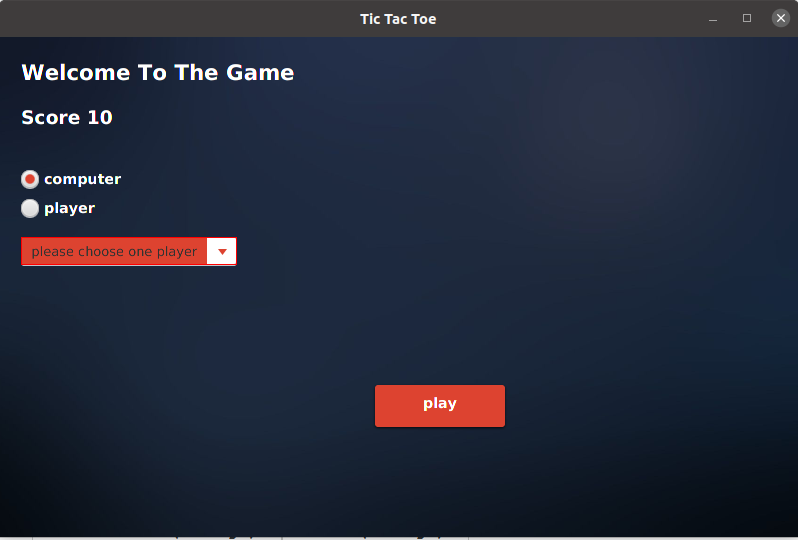 Tic Tac Toe
Welcome To The Game
Score 10
computer
player
please choose one player
play